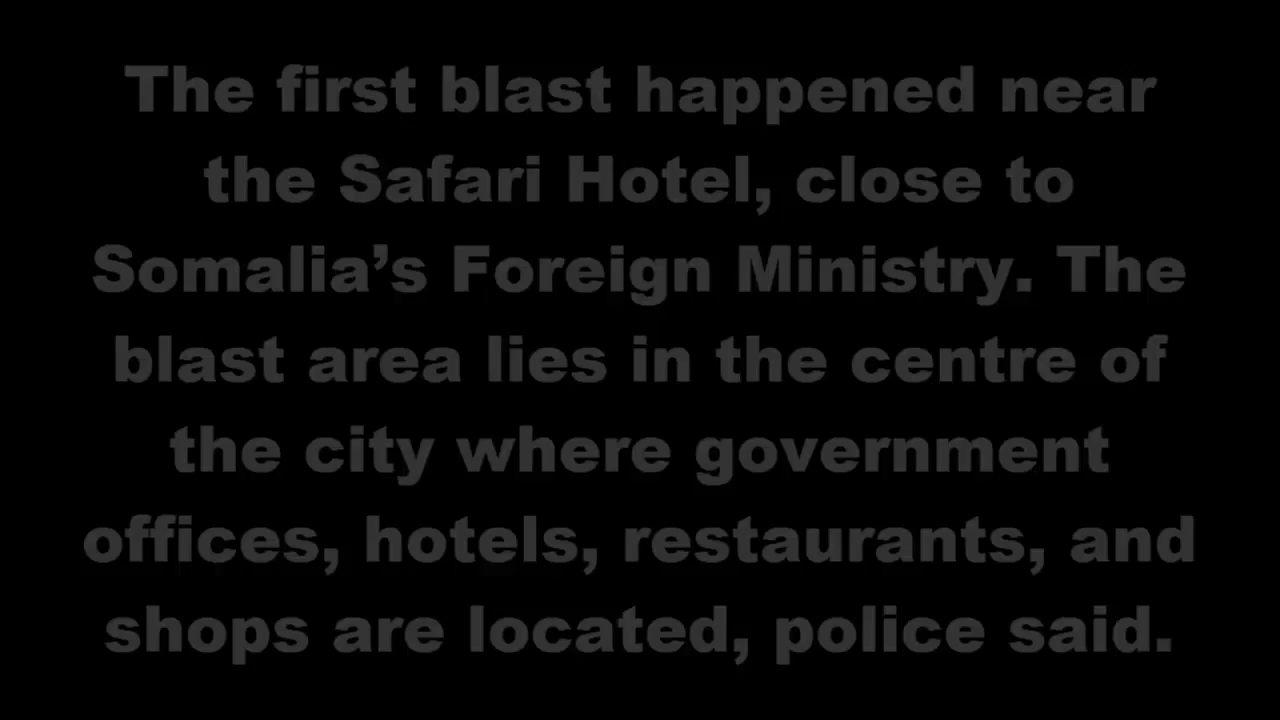 The first blast happened near
the Safari Hotel, close to
Somalia’s Foreign Ministry. The
blast area lies in the centre of
the city where government
offices, hotels, restaurants, and
shops are located, police said.